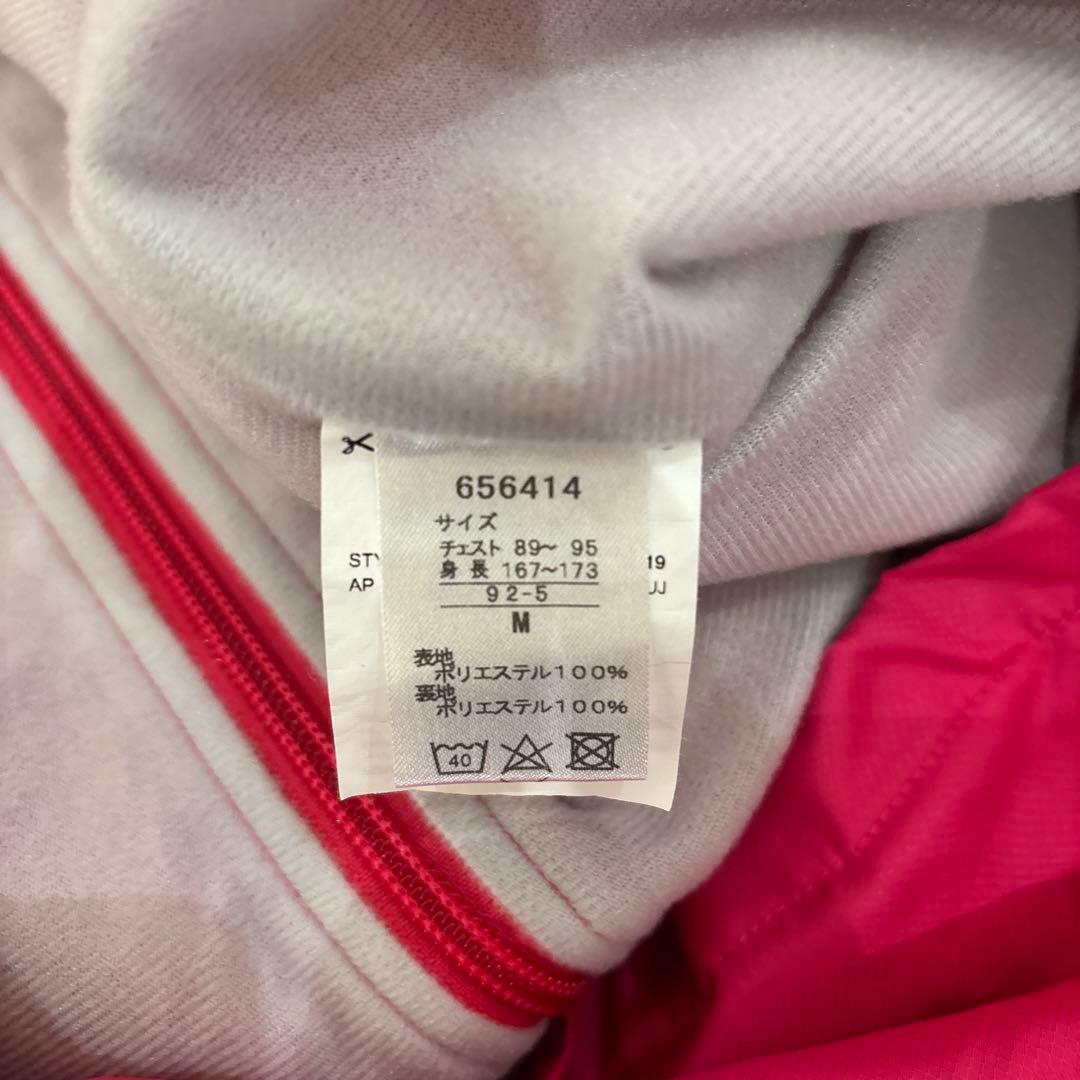 656414
サイズ
チェスト 89～ 95
身 長 167～173
92-5
M
表地
ポリエステル100%
裏地
ポリエステル100%
40
STY
19
AP
JJ